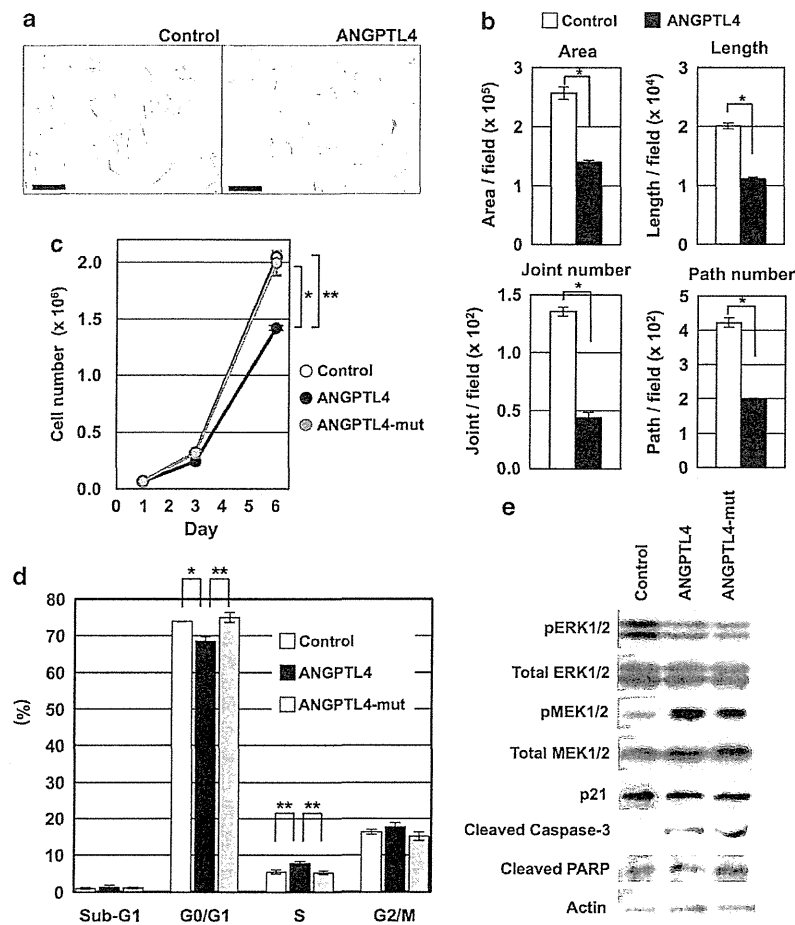 a
Control
ANGPTL4
b
Control
ANGPTL4
Area
Area / field (x 10⁵)
3
2
1
0
*
Length
Length / field (x 10⁴)
3
2
1
0
*
Joint number
Joint / field (x 10²)
1.5
1.0
0.5
0.0
*
Path number
Path / field (x 10²)
5
4
3
2
1
0
*
c
Cell number (x 10⁶)
2.0
1.5
1.0
0.5
0.0
0 1 2 3 4 5 6
Day
* **
Control
ANGPTL4
ANGPTL4-mut
d
(%)
80
70
60
50
40
30
20
10
0
* **
** **
Control
ANGPTL4
ANGPTL4-mut
Sub-G1 G0/G1 S G2/M
e
Control
ANGPTL4
ANGPTL4-mut
pERK1/2
Total ERK1/2
pMEK1/2
Total MEK1/2
p21
Cleaved Caspase-3
Cleaved PARP
Actin